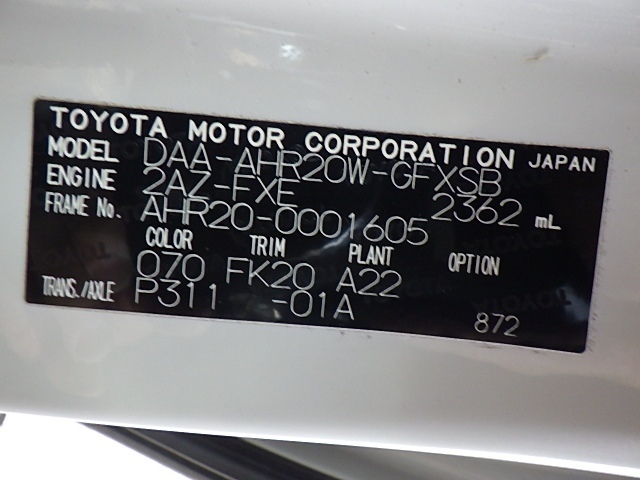 TOYOTA MOTOR CORPORATION JAPAN
MODEL DAA-AHR20W-GFXSB
ENGINE 2AZ-FXE 2362 mL
FRAME No. AHR20-0001605
COLOR TRIM PLANT OPTION
070 FK20 A22
TRANS./AXLE P311 -01A
872